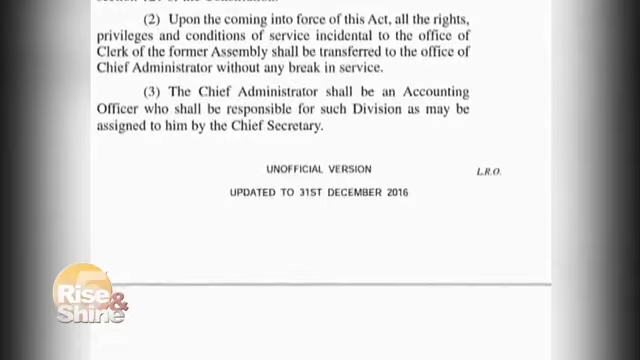 (2) Upon the coming into force of this Act, all the rights,
privileges and conditions of service incidental to the office of
Clerk of the former Assembly shall be transferred to the office of
Chief Administrator without any break in service.
(3) The Chief Administrator shall be an Accounting
Officer who shall be responsible for such Division as may be
assigned to him by the Chief Secretary.
UNOFFICIAL VERSION
L.R.O.
UPDATED TO 31ST DECEMBER 2016
Rise&
Shine